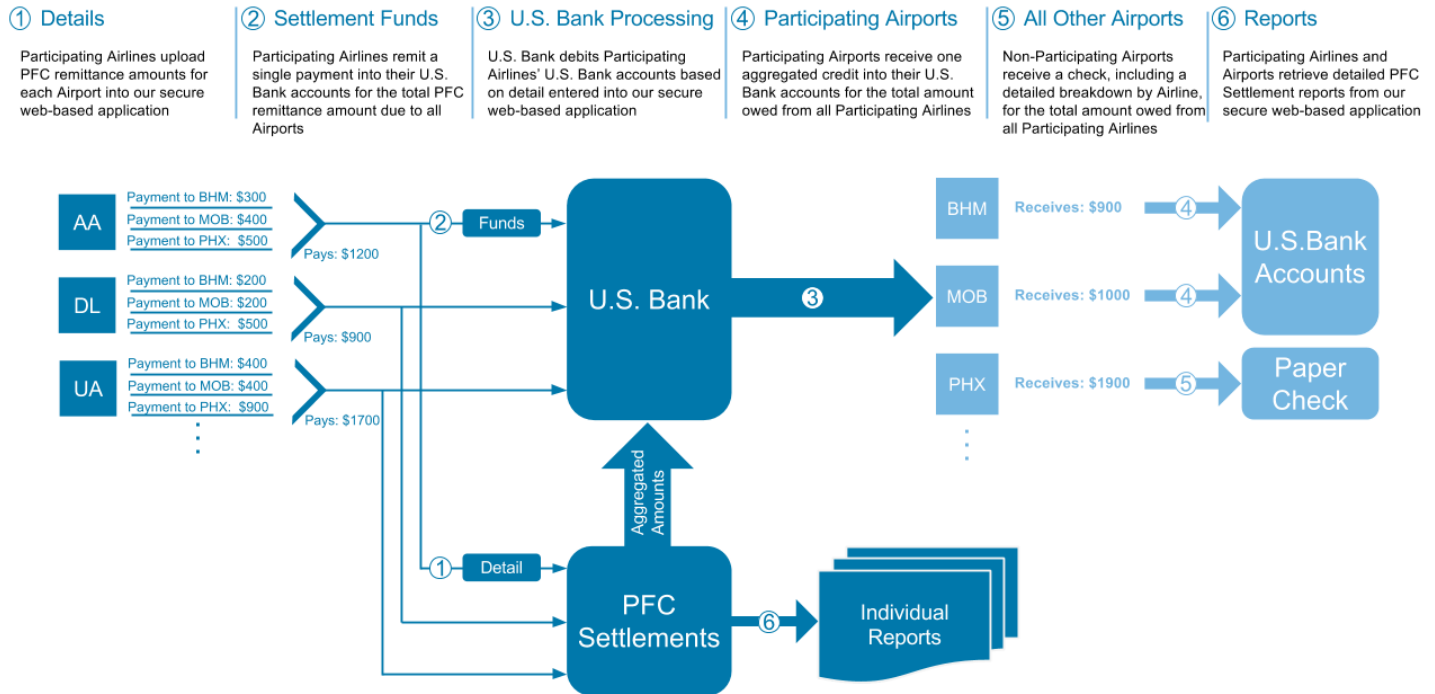 ① Details
Participating Airlines upload
PFC remittance amounts for
each Airport into our secure
web-based application
② Settlement Funds
Participating Airlines remit a
single payment into their U.S.
Bank accounts for the total PFC
remittance amount due to all
Airports
③ U.S. Bank Processing
U.S. Bank debits Participating
Airlines' U.S. Bank accounts based
on detail entered into our secure
web-based application
④ Participating Airports
Participating Airports receive one
aggregated credit into their U.S.
Bank accounts for the total amount
owed from all Participating Airlines
⑤ All Other Airports
Non-Participating Airports
receive a check, including a
detailed breakdown by Airline,
for the total amount owed from
all Participating Airlines
⑥ Reports
Participating Airlines and
Airports retrieve detailed PFC
Settlement reports from our
secure web-based application
AA
Payment to BHM: $300
Payment to MOB: $400
Payment to PHX: $500
Pays: $1200
DL
Payment to BHM: $200
Payment to MOB: $200
Payment to PHX: $500
Pays: $900
UA
Payment to BHM: $400
Payment to MOB: $400
Payment to PHX: $900
Pays: $1700
② Funds
① Detail
U.S. Bank
Aggregated
Amounts
PFC
Settlements
③
⑥
Individual
Reports
BHM
Receives: $900
④
MOB
Receives: $1000
④
U.S.Bank
Accounts
PHX
Receives: $1900
⑤
Paper
Check